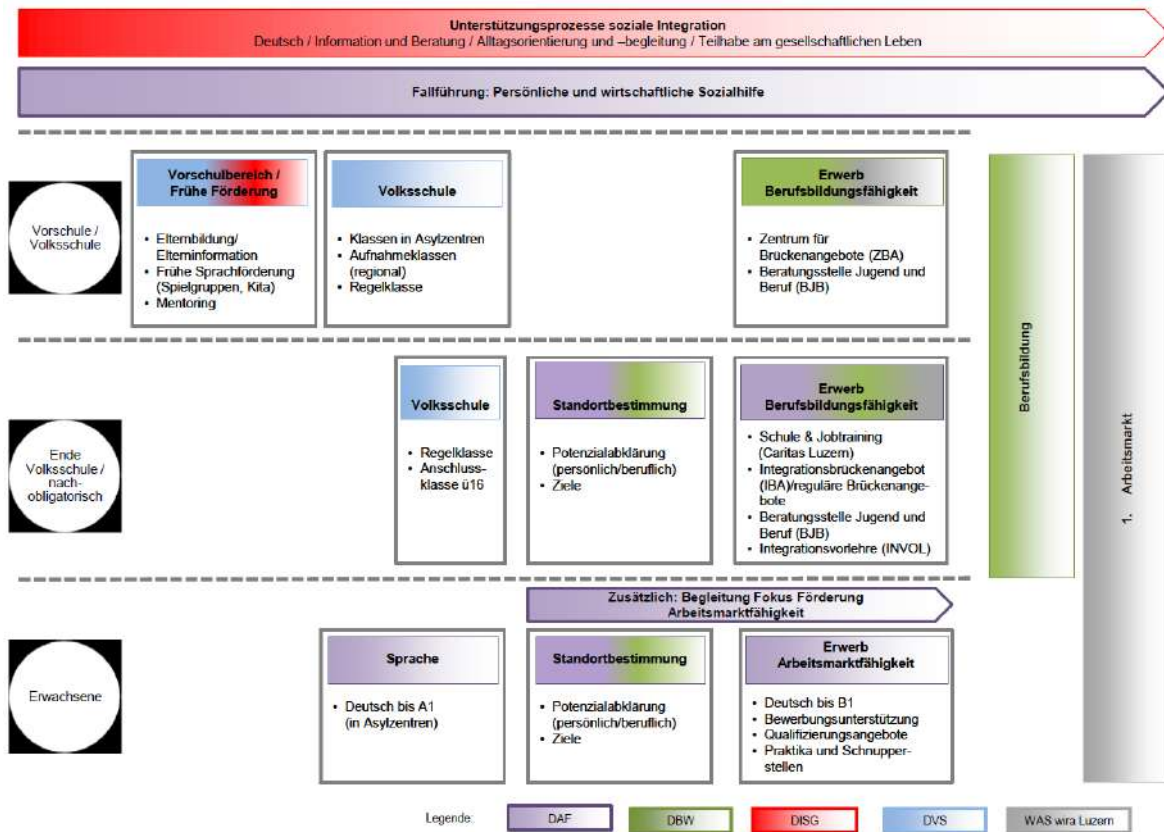 Unterstützungsprozesse soziale Integration
Deutsch / Information und Beratung / Alltagsorientierung und –begleitung / Teilhabe am gesellschaftlichen Leben
Fallführung: Persönliche und wirtschaftliche Sozialhilfe
Vorschule /
Volksschule
Vorschulbereich /
Frühe Förderung
• Elternbildung/
Elterninformation
• Frühe Sprachförderung
(Spielgruppen, Kita)
• Mentoring
Volksschule
• Klassen in Asylzentren
• Aufnahmeklassen
(regional)
• Regelklasse
Erwerb
Berufsbildungsfähigkeit
• Zentrum für
Brückenangebote (ZBA)
• Beratungsstelle Jugend und
Beruf (BJB)
Berufsbildung
1. Arbeitsmarkt
Ende
Volksschule /
nach-
obligatorisch
Volksschule
• Regelklasse
• Anschluss-
klasse ü16
Standortbestimmung
• Potenzialabklärung
(persönlich/beruflich)
• Ziele
Erwerb
Berufsbildungsfähigkeit
• Schule & Jobtraining
(Caritas Luzern)
• Integrationsbrückenangebot
(IBA)/reguläre Brückenange-
bote
• Beratungsstelle Jugend und
Beruf (BJB)
• Integrationsvorlehre (INVOL)
Zusätzlich: Begleitung Fokus Förderung
Arbeitsmarktfähigkeit
Erwachsene
Sprache
• Deutsch bis A1
(in Asylzentren)
Standortbestimmung
• Potenzialabklärung
(persönlich/beruflich)
• Ziele
Erwerb
Arbeitsmarktfähigkeit
• Deutsch bis B1
• Bewerbungsunterstützung
• Qualifizierungsangebote
• Praktika und Schnupper-
stellen
Legende:
DAF
DBW
DISG
DVS
WAS wira Luzern